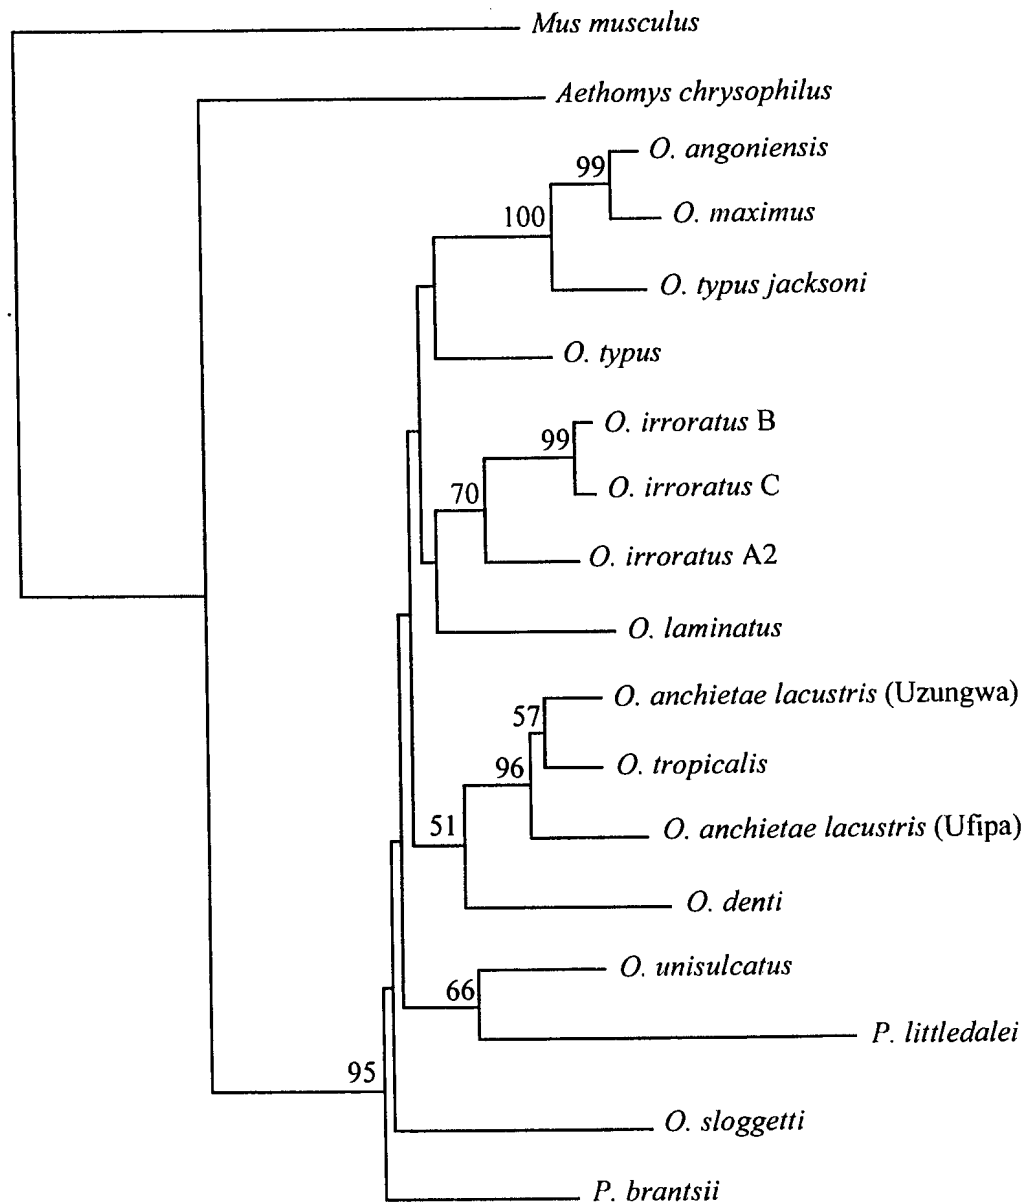 Mus musculus
Aethomys chrysophilus
O. angoniensis
99
O. maximus
100
O. typus jacksoni
O. typus
O. irroratus B
99
O. irroratus C
70
O. irroratus A2
O. laminatus
O. anchietae lacustris (Uzungwa)
57
O. tropicalis
96
O. anchietae lacustris (Ufipa)
51
O. denti
O. unisulcatus
66
P. littledalei
95
O. sloggetti
P. brantsii